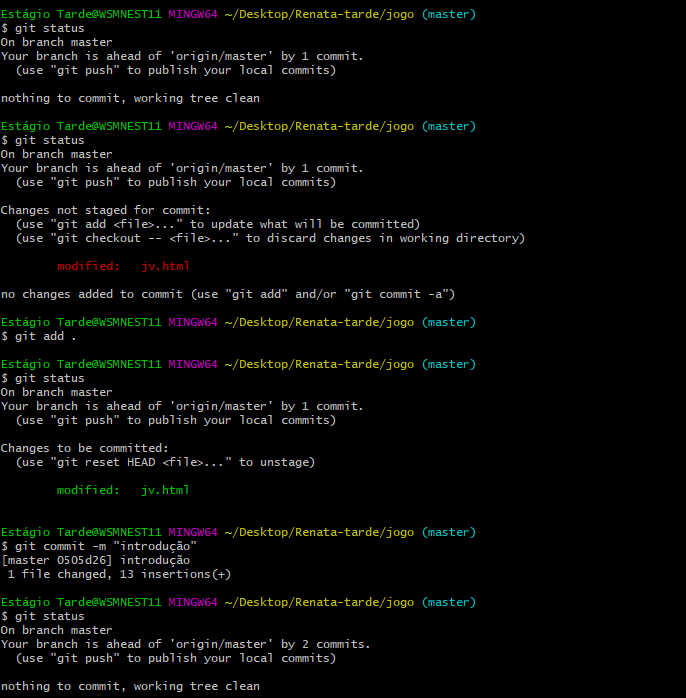 Estágio Tarde@WSMNEST11 MINGW64 ~/Desktop/Renata-tarde/jogo (master)
$ git status
On branch master
Your branch is ahead of 'origin/master' by 1 commit.
  (use "git push" to publish your local commits)

nothing to commit, working tree clean

Estágio Tarde@WSMNEST11 MINGW64 ~/Desktop/Renata-tarde/jogo (master)
$ git status
On branch master
Your branch is ahead of 'origin/master' by 1 commit.
  (use "git push" to publish your local commits)

Changes not staged for commit:
  (use "git add <file>..." to update what will be committed)
  (use "git checkout -- <file>..." to discard changes in working directory)

        modified:   jv.html

no changes added to commit (use "git add" and/or "git commit -a")

Estágio Tarde@WSMNEST11 MINGW64 ~/Desktop/Renata-tarde/jogo (master)
$ git add .

Estágio Tarde@WSMNEST11 MINGW64 ~/Desktop/Renata-tarde/jogo (master)
$ git status
On branch master
Your branch is ahead of 'origin/master' by 1 commit.
  (use "git push" to publish your local commits)

Changes to be committed:
  (use "git reset HEAD <file>..." to unstage)

        modified:   jv.html


Estágio Tarde@WSMNEST11 MINGW64 ~/Desktop/Renata-tarde/jogo (master)
$ git commit -m "introdução"
[master 0505d26] introdução
 1 file changed, 13 insertions(+)

Estágio Tarde@WSMNEST11 MINGW64 ~/Desktop/Renata-tarde/jogo (master)
$ git status
On branch master
Your branch is ahead of 'origin/master' by 2 commits.
  (use "git push" to publish your local commits)

nothing to commit, working tree clean